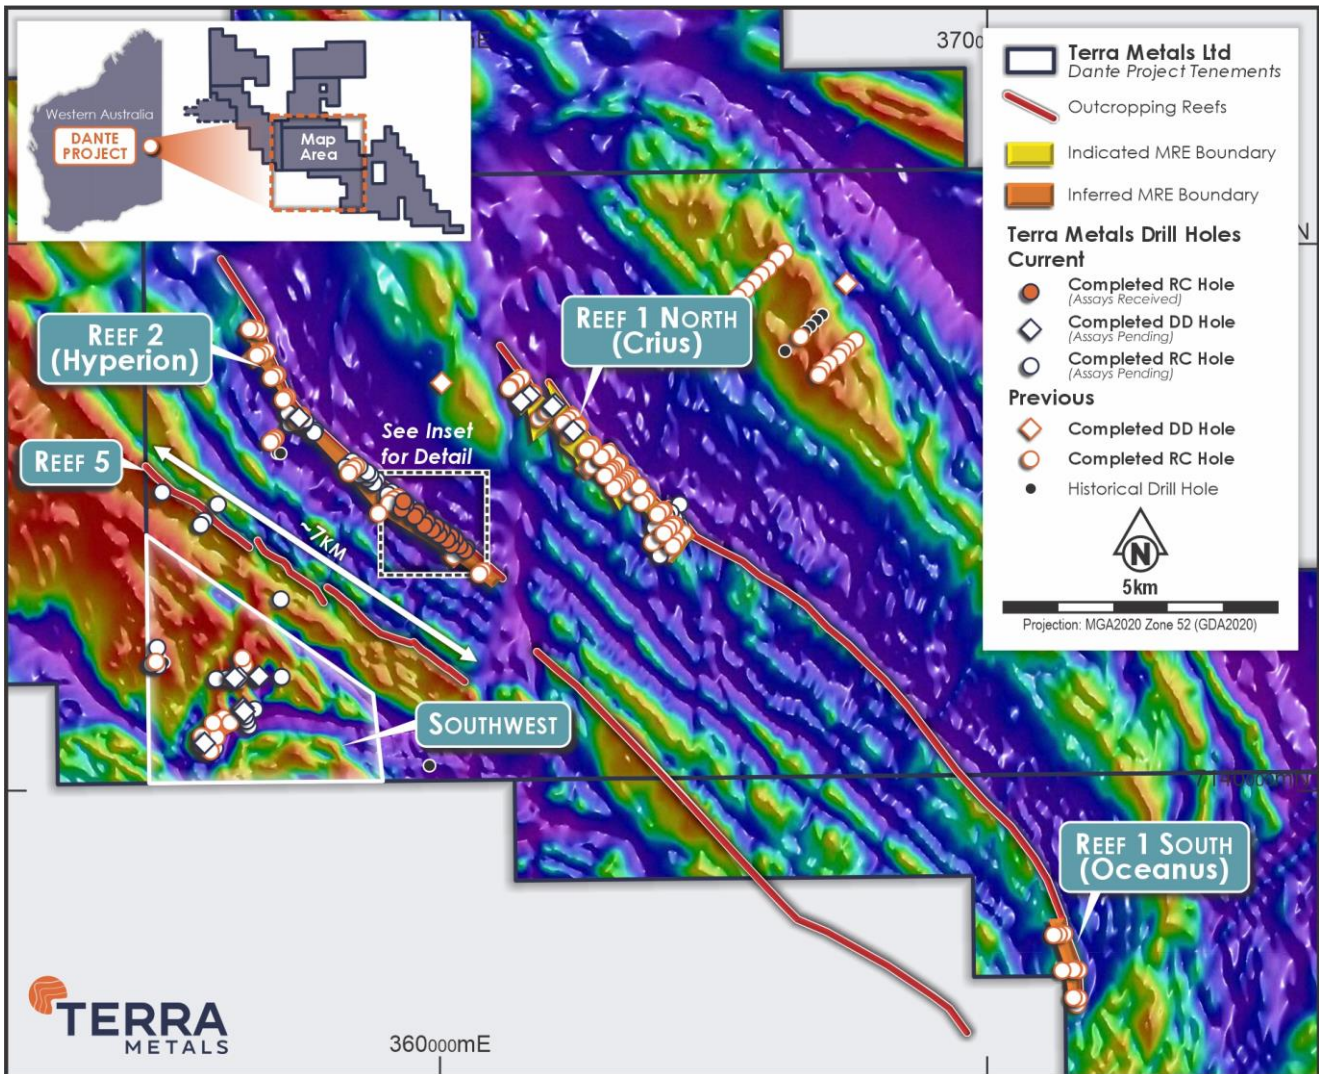 Western Australia
DANTE
PROJECT
Map
Area
mE
370
Terra Metals Ltd
Dante Project Tenements
Outcropping Reefs
Indicated MRE Boundary
Inferred MRE Boundary
Terra Metals Drill Holes
Current
Completed RC Hole
(Assays Received)
Completed DD Hole
(Assays Pending)
Completed RC Hole
(Assays Pending)
Previous
Completed DD Hole
Completed RC Hole
Historical Drill Hole
N
5km
Projection: MGA2020 Zone 52 (GDA2020)
N
REEF 2
(Hyperion)
REEF 1 NORTH
(Crius)
See Inset
for Detail
REEF 5
~7KM
SOUTHWEST
REEF 1 SOUTH
(Oceanus)
TERRA
METALS
360000mE